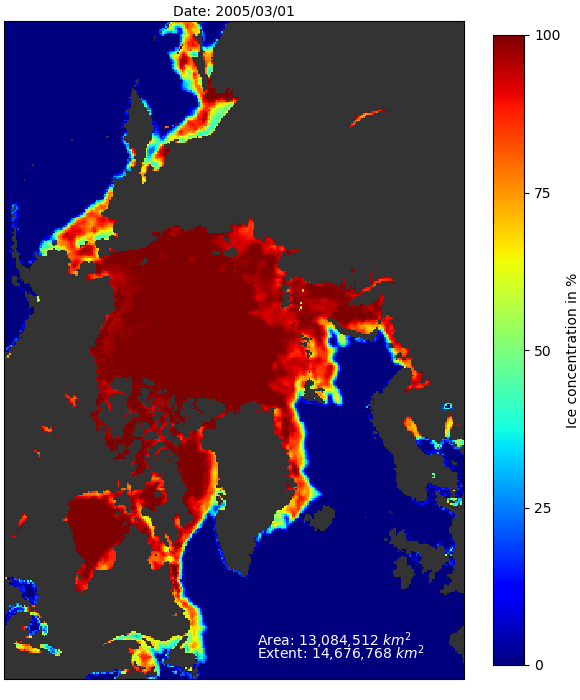 Date: 2005/03/01
100
75
50
25
0
Ice concentration in %
Area: 13,084,512 km²
Extent: 14,676,768 km²